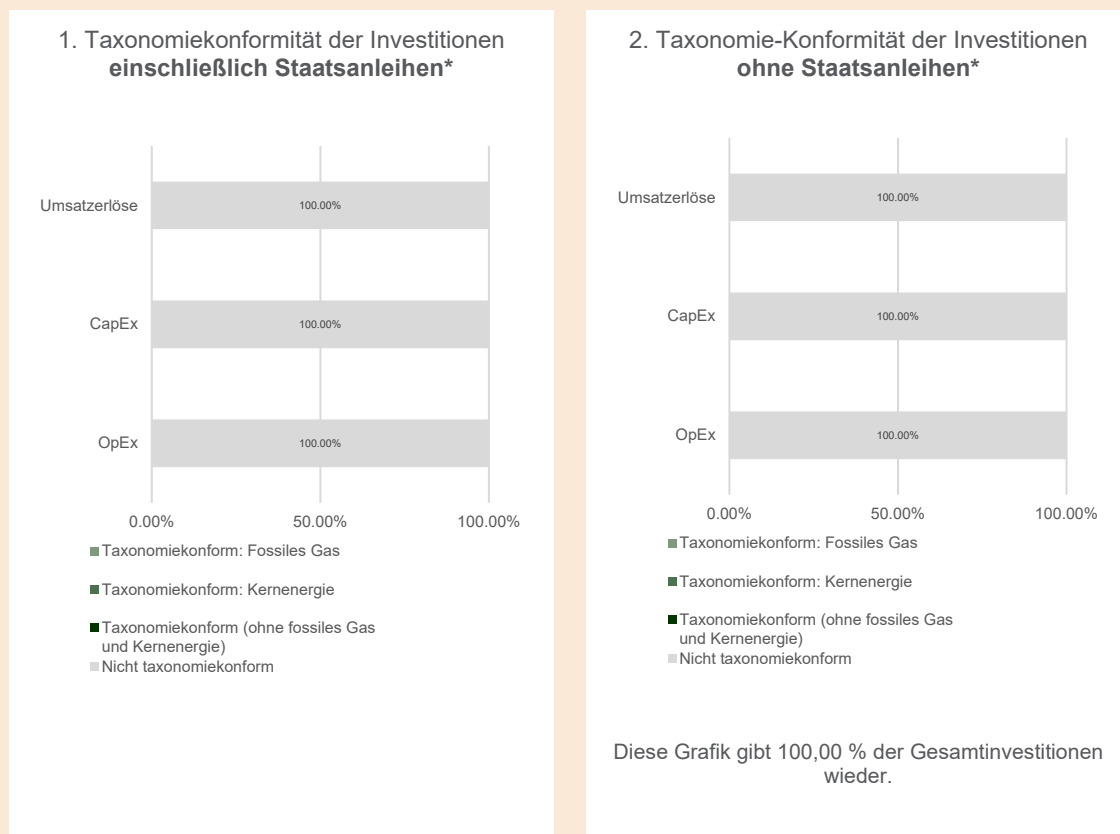 1. Taxonomiekonformität der Investitionen
einschließlich Staatsanleihen*
Umsatzerlöse
100.00%
CapEx
100.00%
OpEx
100.00%
0.00%
50.00%
100.00%
Taxonomiekonform: Fossiles Gas
Taxonomiekonform: Kernenergie
Taxonomiekonform (ohne fossiles Gas
und Kernenergie)
Nicht taxonomiekonform
2. Taxonomie-Konformität der Investitionen
ohne Staatsanleihen*
Umsatzerlöse
100.00%
CapEx
100.00%
OpEx
100.00%
0.00%
50.00%
100.00%
Taxonomiekonform: Fossiles Gas
Taxonomiekonform: Kernenergie
Taxonomiekonform (ohne fossiles Gas
und Kernenergie)
Nicht taxonomiekonform
Diese Grafik gibt 100,00 % der Gesamtinvestitionen
wieder.